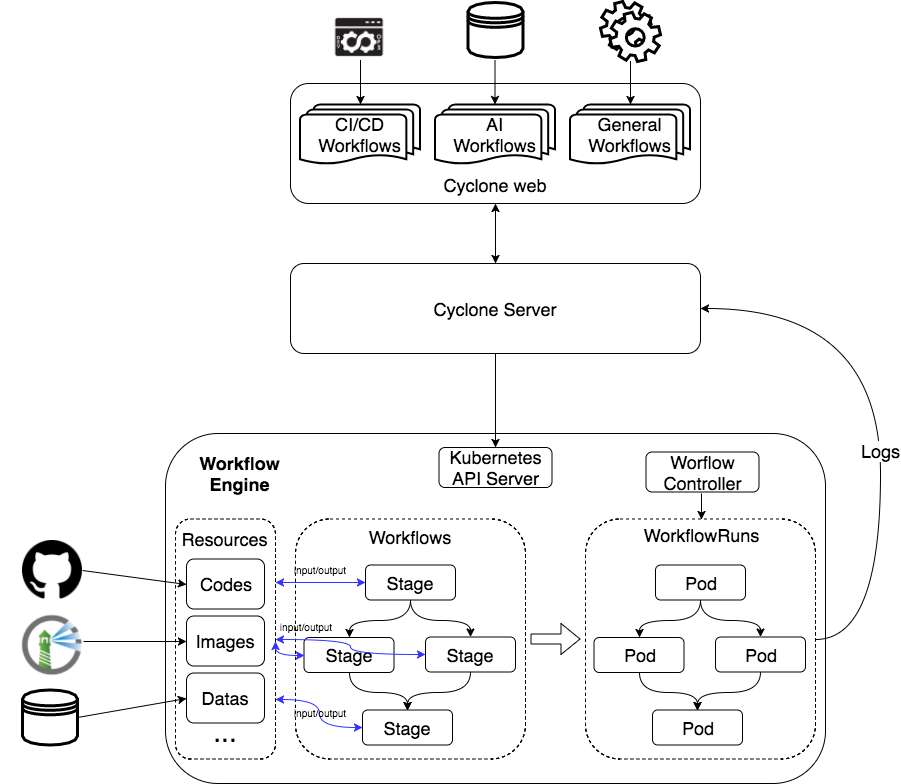 CI/CD
Workflows
AI
Workflows
General
Workflows
Cyclone web
Cyclone Server
Logs
Workflow
Engine
Kubernetes
API Server
Worflow
Controller
Resources
Codes
Images
Datas
...
Workflows
input/output
Stage
input/output
Stage
Stage
input/output
Stage
WorkflowRuns
Pod
Pod
Pod
Pod